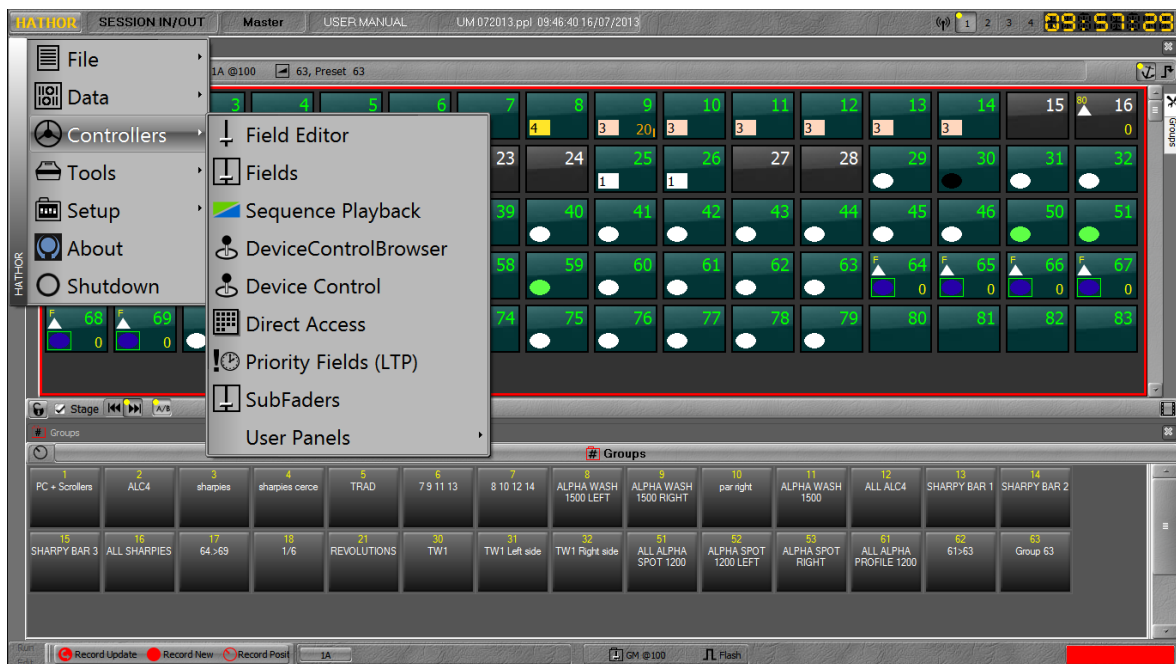 HATHOR SESSION IN/OUT Master USER MANUAL UM 072013.ppl 09:46:40 16/07/2013 1 2 3 4 03:57:29
File
Data
Controllers
Tools
Setup
About
Shutdown
HATHOR
1A @100 63, Preset 63
Field Editor
Fields
Sequence Playback
DeviceControlBrowser
Device Control
Direct Access
Priority Fields (LTP)
SubFaders
User Panels
Groups
3 4 5 6 7 8 9 10 11 12 13 14 15 80 16
4 3 20 3 3 3 3 3 0
23 24 25 26 27 28 29 30 31 32
1 1
39 40 41 42 43 44 45 46 50 51
58 59 60 61 62 63 F 64 F 65 F 66 F 67
0 0 0 0
F 68 F 69 74 75 76 77 78 79 80 81 82 83
0 0
Stage A/B
# Groups
# Groups
1 2 3 4 5 6 7 8 9 10 11 12 13 14
PC + Scrollers ALC4 sharpies sharpies cerce TRAD 7 9 11 13 8 10 12 14 ALPHA WASH 1500 LEFT ALPHA WASH 1500 RIGHT par right ALPHA WASH 1500 ALL ALC4 SHARPY BAR 1 SHARPY BAR 2
15 16 17 18 21 30 31 32 51 52 53 61 62 63
SHARPY BAR 3 ALL SHARPIES 64.>69 1/6 REVOLUTIONS TW1 TW1 Left side TW1 Right side ALL ALPHA SPOT 1200 ALPHA SPOT 1200 LEFT ALPHA SPOT RIGHT ALL ALPHA PROFILE 1200 61>63 Group 63
Run
Edit
Record Update Record New Record Posit 1A GM @100 Flash